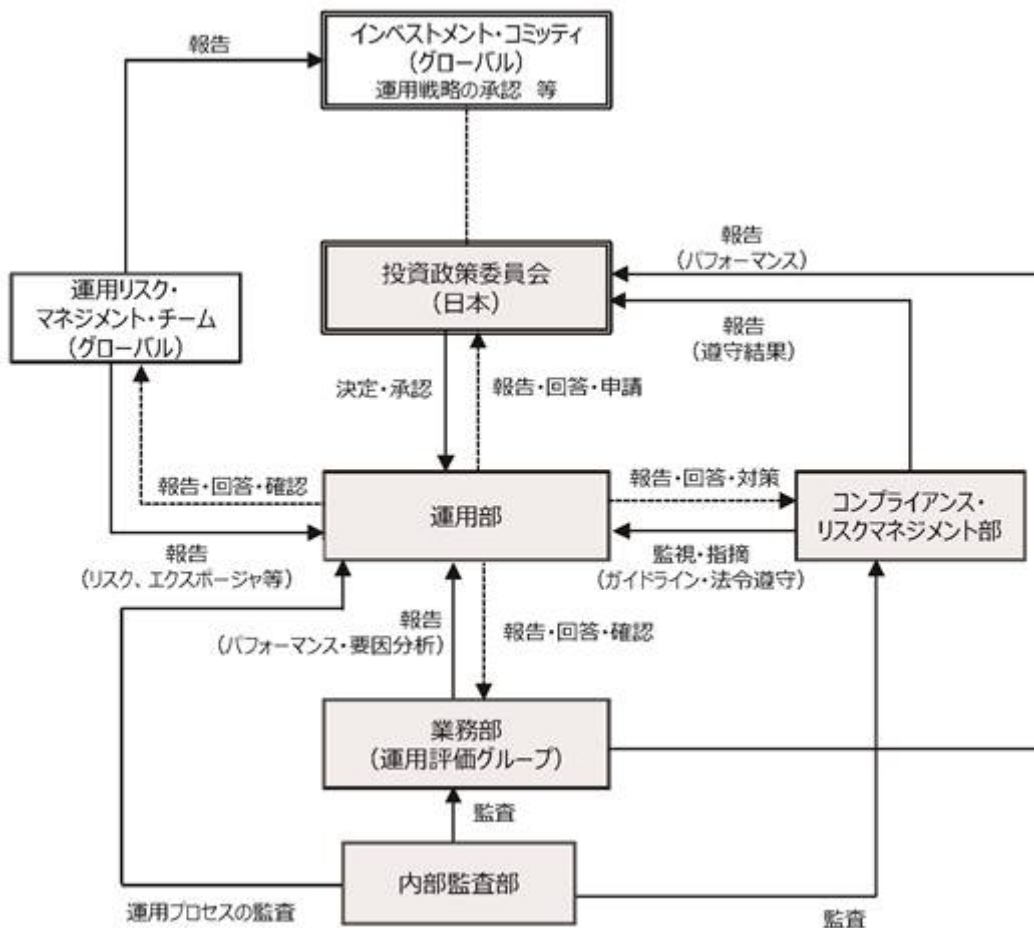 報告
インベストメント・コミッティ
(グローバル)
運用戦略の承認 等
報告
(パフォーマンス)
投資政策委員会
(日本)
運用リスク・
マネジメント・チーム
(グローバル)
報告
(遵守結果)
決定・承認
報告・回答・申請
報告・回答・確認
運用部
報告・回答・対策
コンプライアンス・
リスクマネジメント部
報告
(リスク、エクスポージャ等)
監視・指摘
(ガイドライン・法令遵守)
報告
(パフォーマンス・要因分析)
報告・回答・確認
業務部
(運用評価グループ)
監査
内部監査部
運用プロセスの監査
監査